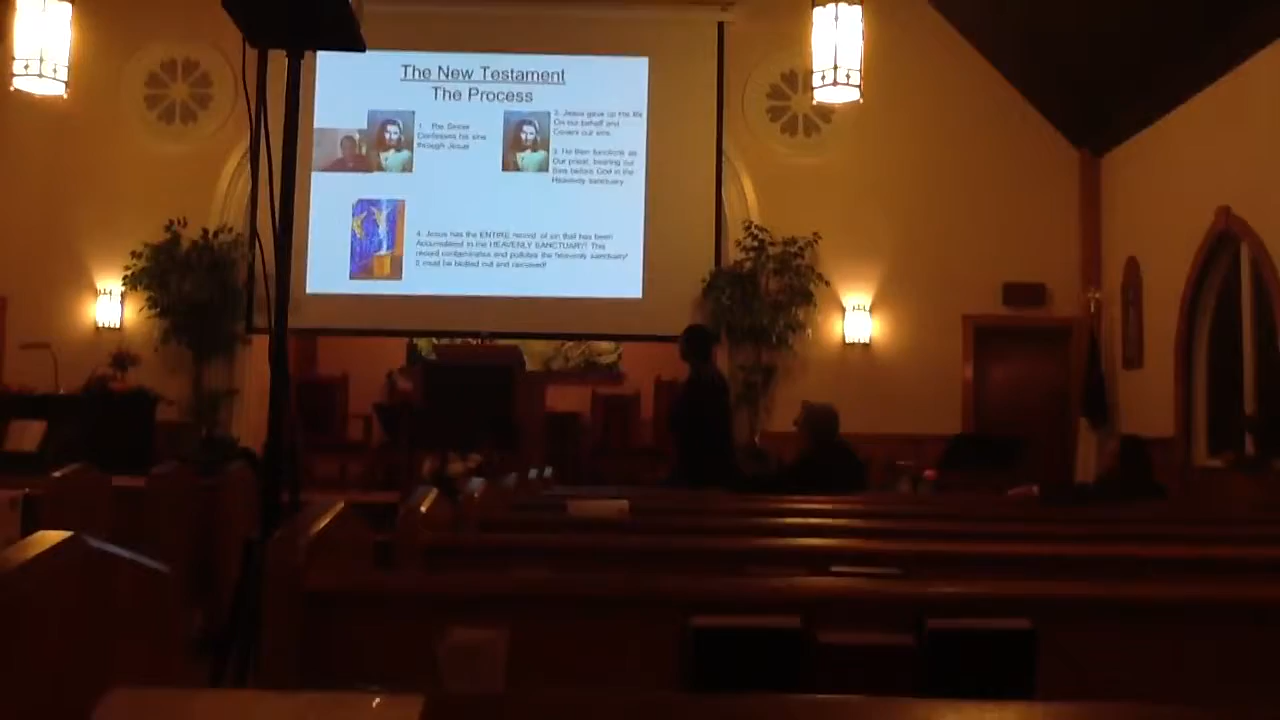 The New Testament
The Process
1. The Sinner
Confesses his sins
through Jesus
2. Jesus gave up His life
On our behalf and
Covers our sins.
3. He then functions as
Our priest, bearing our
Sins before God in the
Heavenly sanctuary
4. Jesus has the ENTIRE record of sin that has been
Accumulated in the HEAVENLY SANCTUARY! This
record contaminates and pollutes the heavenly sanctuary!
It must be blotted out and cleansed!